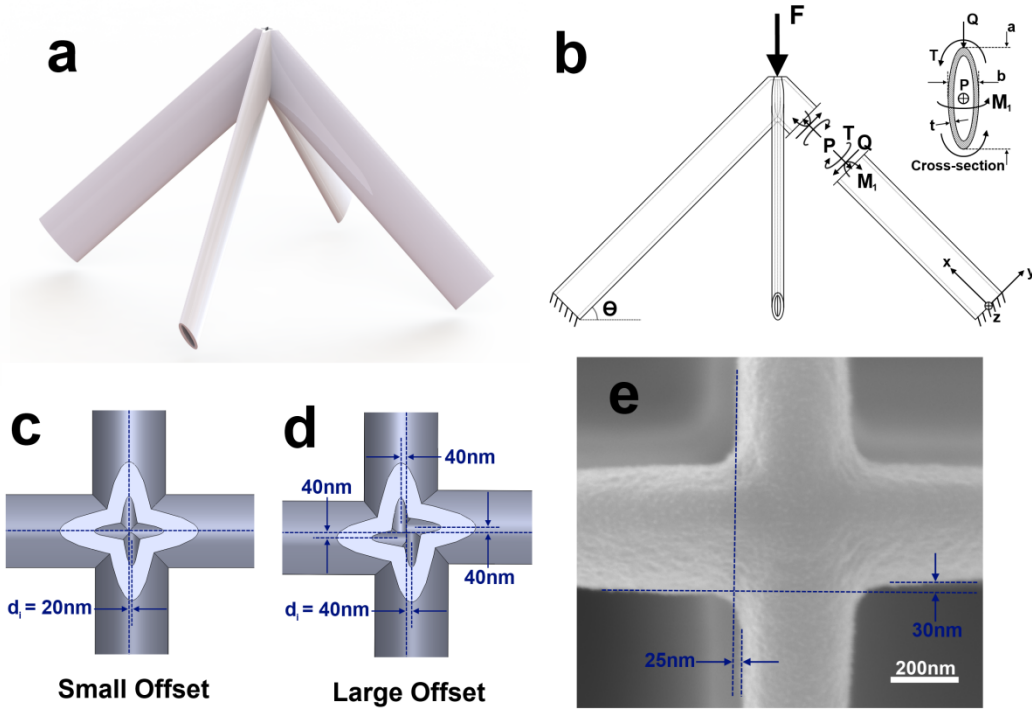 a
b
F
P
T
Q
M₁
x
y
z
Θ
Q
a
T
P
b
M₁
t
Cross-section
c
dᵢ = 20nm
Small Offset
d
40nm
40nm
40nm
dᵢ = 40nm
Large Offset
e
30nm
25nm
200nm